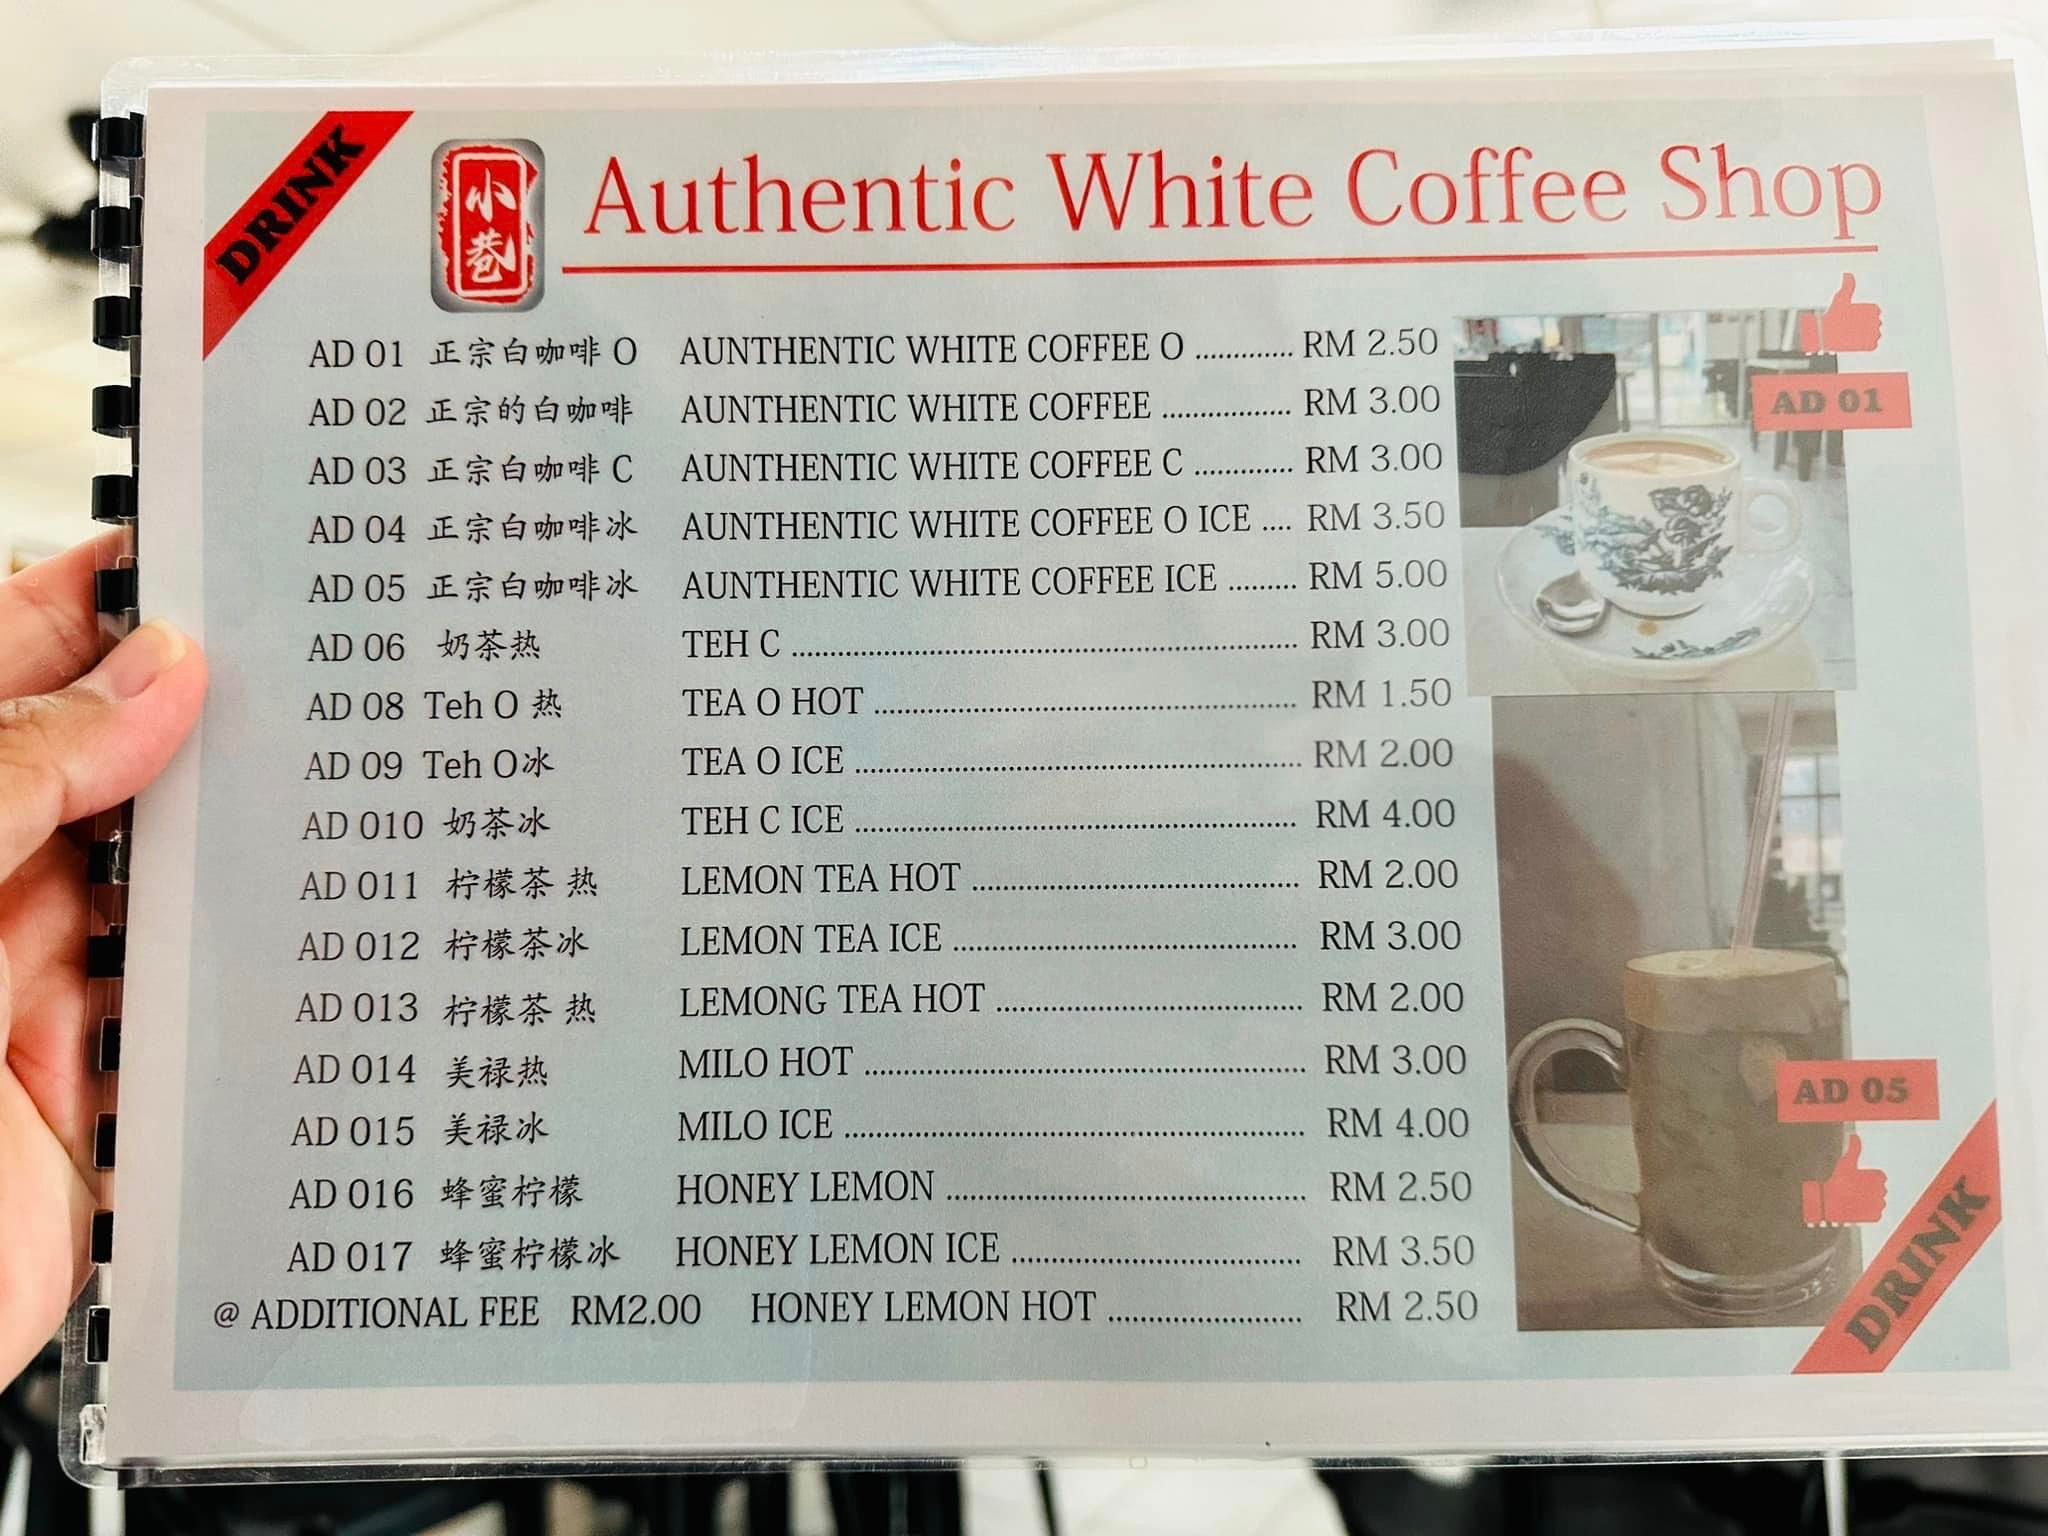 DRINK
小巷
Authentic White Coffee Shop
AD 01 正宗白咖啡 O AUNTHENTIC WHITE COFFEE O ............. RM 2.50
AD 02 正宗的白咖啡 AUNTHENTIC WHITE COFFEE ................. RM 3.00
AD 03 正宗白咖啡 C AUNTHENTIC WHITE COFFEE C ............. RM 3.00
AD 04 正宗白咖啡冰 AUNTHENTIC WHITE COFFEE O ICE .... RM 3.50
AD 05 正宗白咖啡冰 AUNTHENTIC WHITE COFFEE ICE ......... RM 5.00
AD 06 奶茶热 TEH C ................................................................ RM 3.00
AD 08 Teh O 热 TEA O HOT ..................................................... RM 1.50
AD 09 Teh O冰 TEA O ICE ........................................................ RM 2.00
AD 010 奶茶冰 TEH C ICE ........................................................ RM 4.00
AD 011 柠檬茶 热 LEMON TEA HOT ......................................... RM 2.00
AD 012 柠檬茶冰 LEMON TEA ICE ........................................... RM 3.00
AD 013 柠檬茶 热 LEMONG TEA HOT ...................................... RM 2.00
AD 014 美禄热 MILO HOT ....................................................... RM 3.00
AD 015 美禄冰 MILO ICE ......................................................... RM 4.00
AD 016 蜂蜜柠檬 HONEY LEMON ............................................. RM 2.50
AD 017 蜂蜜柠檬冰 HONEY LEMON ICE .................................... RM 3.50
@ ADDITIONAL FEE RM2.00 HONEY LEMON HOT ........................ RM 2.50
AD 01
AD 05
DRINK